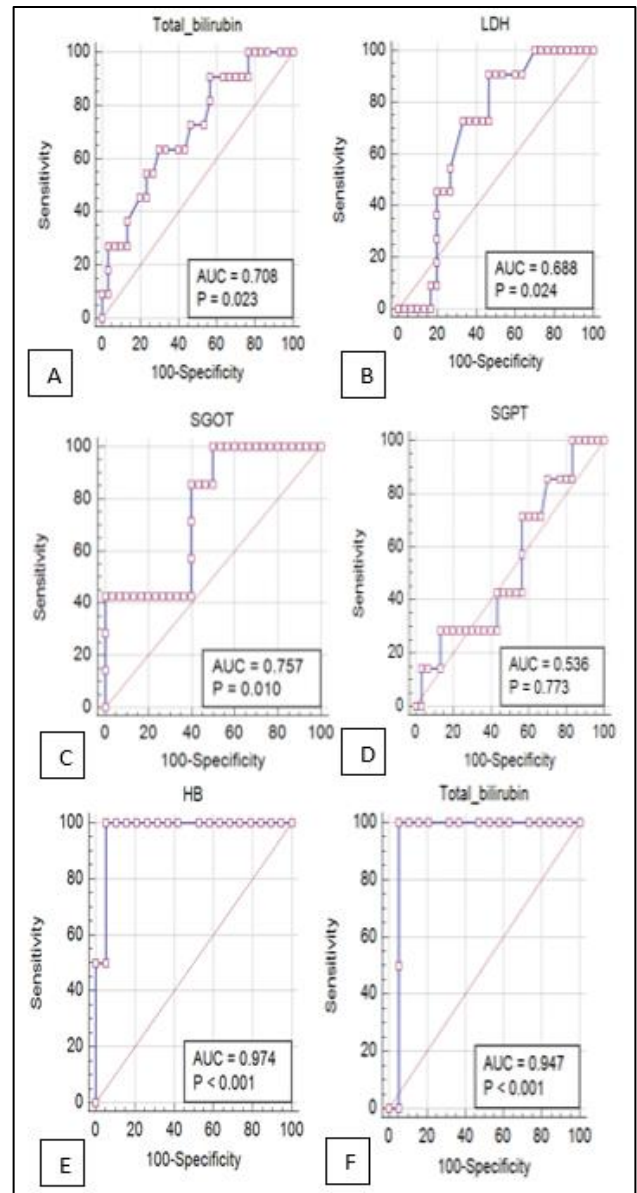 Total_bilirubin
100
80
60
40
20
0
Sensitivity
AUC = 0.708
P = 0.023
0 20 40 60 80 100
100-Specificity
A
LDH
100
80
60
40
20
0
Sensitivity
AUC = 0.688
P = 0.024
0 20 40 60 80 100
100-Specificity
B
SGOT
100
80
60
40
20
0
Sensitivity
AUC = 0.757
P = 0.010
0 20 40 60 80 100
100-Specificity
C
SGPT
100
80
60
40
20
0
Sensitivity
AUC = 0.536
P = 0.773
0 20 40 60 80 100
100-Specificity
D
HB
100
80
60
40
20
0
Sensitivity
AUC = 0.974
P < 0.001
0 20 40 60 80 100
100-Specificity
E
Total_bilirubin
100
80
60
40
20
0
Sensitivity
AUC = 0.947
P < 0.001
0 20 40 60 80 100
100-Specificity
F